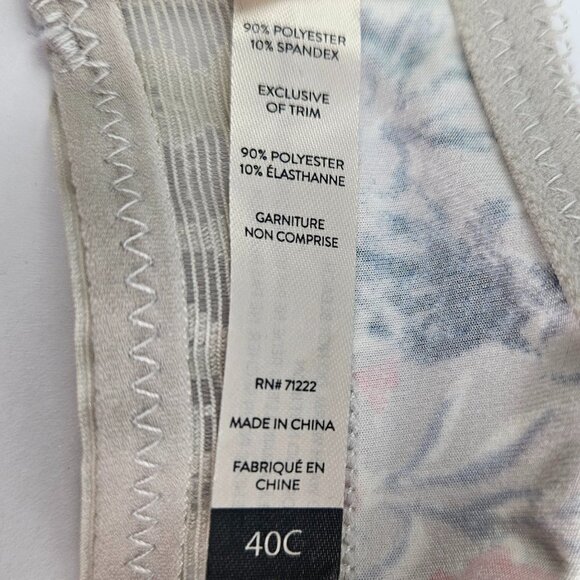 90% POLYESTER
10% SPANDEX
EXCLUSIVE
OF TRIM
90% POLYESTER
10% ÉLASTHANNE
GARNITURE
NON COMPRISE
RN# 71222
MADE IN CHINA
FABRIQUÉ EN
CHINE
40C